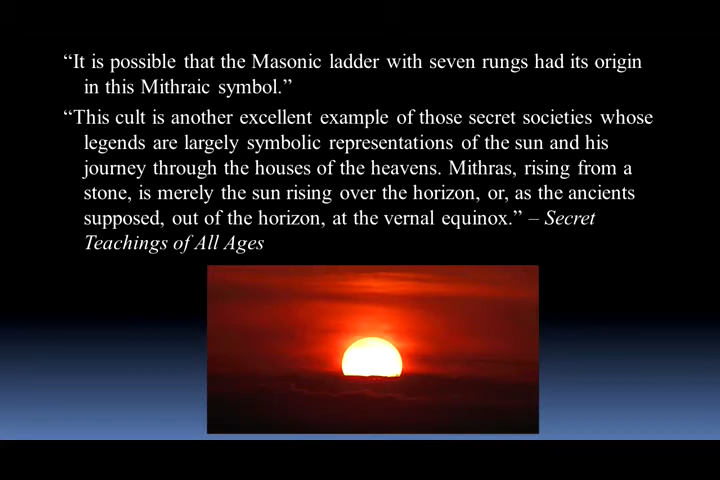 “It is possible that the Masonic ladder with seven rungs had its origin
in this Mithraic symbol.”
“This cult is another excellent example of those secret societies whose
legends are largely symbolic representations of the sun and his
journey through the houses of the heavens. Mithras, rising from a
stone, is merely the sun rising over the horizon, or, as the ancients
supposed, out of the horizon, at the vernal equinox.” – Secret
Teachings of All Ages